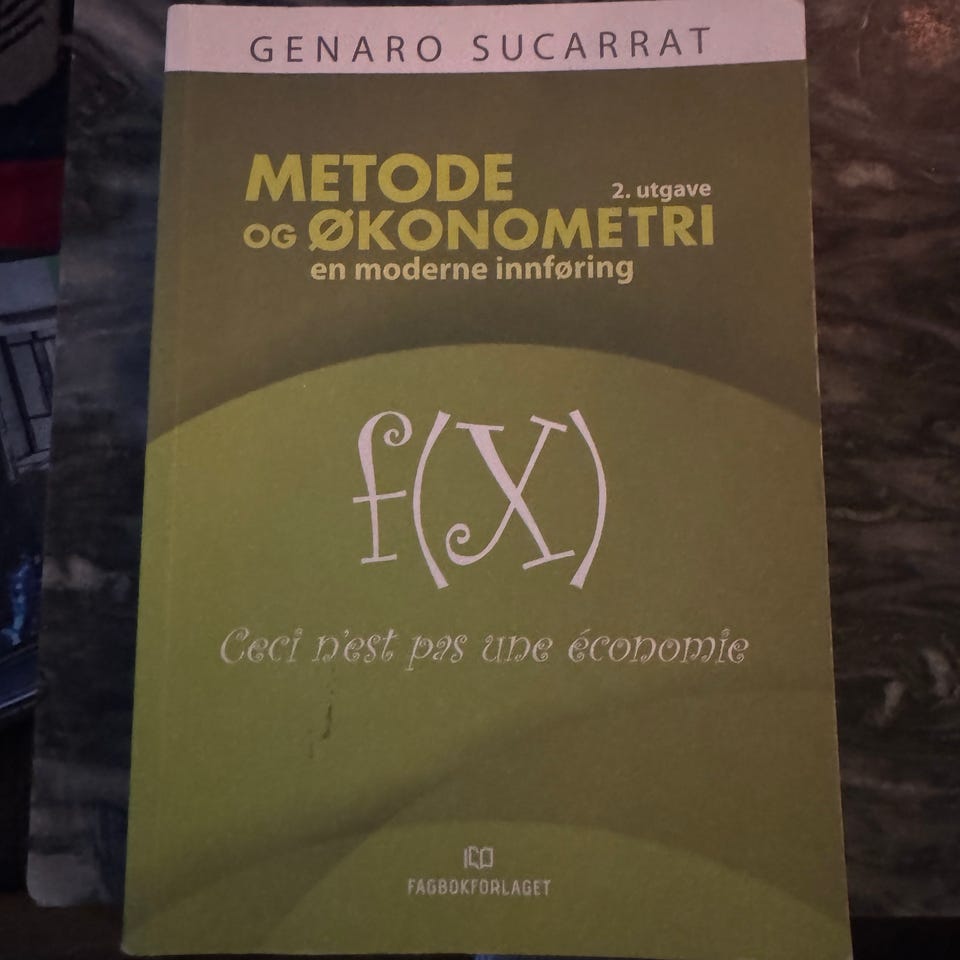 GENARO SUCARRAT
METODE
2. utgave
OG ØKONOMETRI
en moderne innføring
f(X)
Ceci n'est pas une économie
FAGBOKFORLAGET